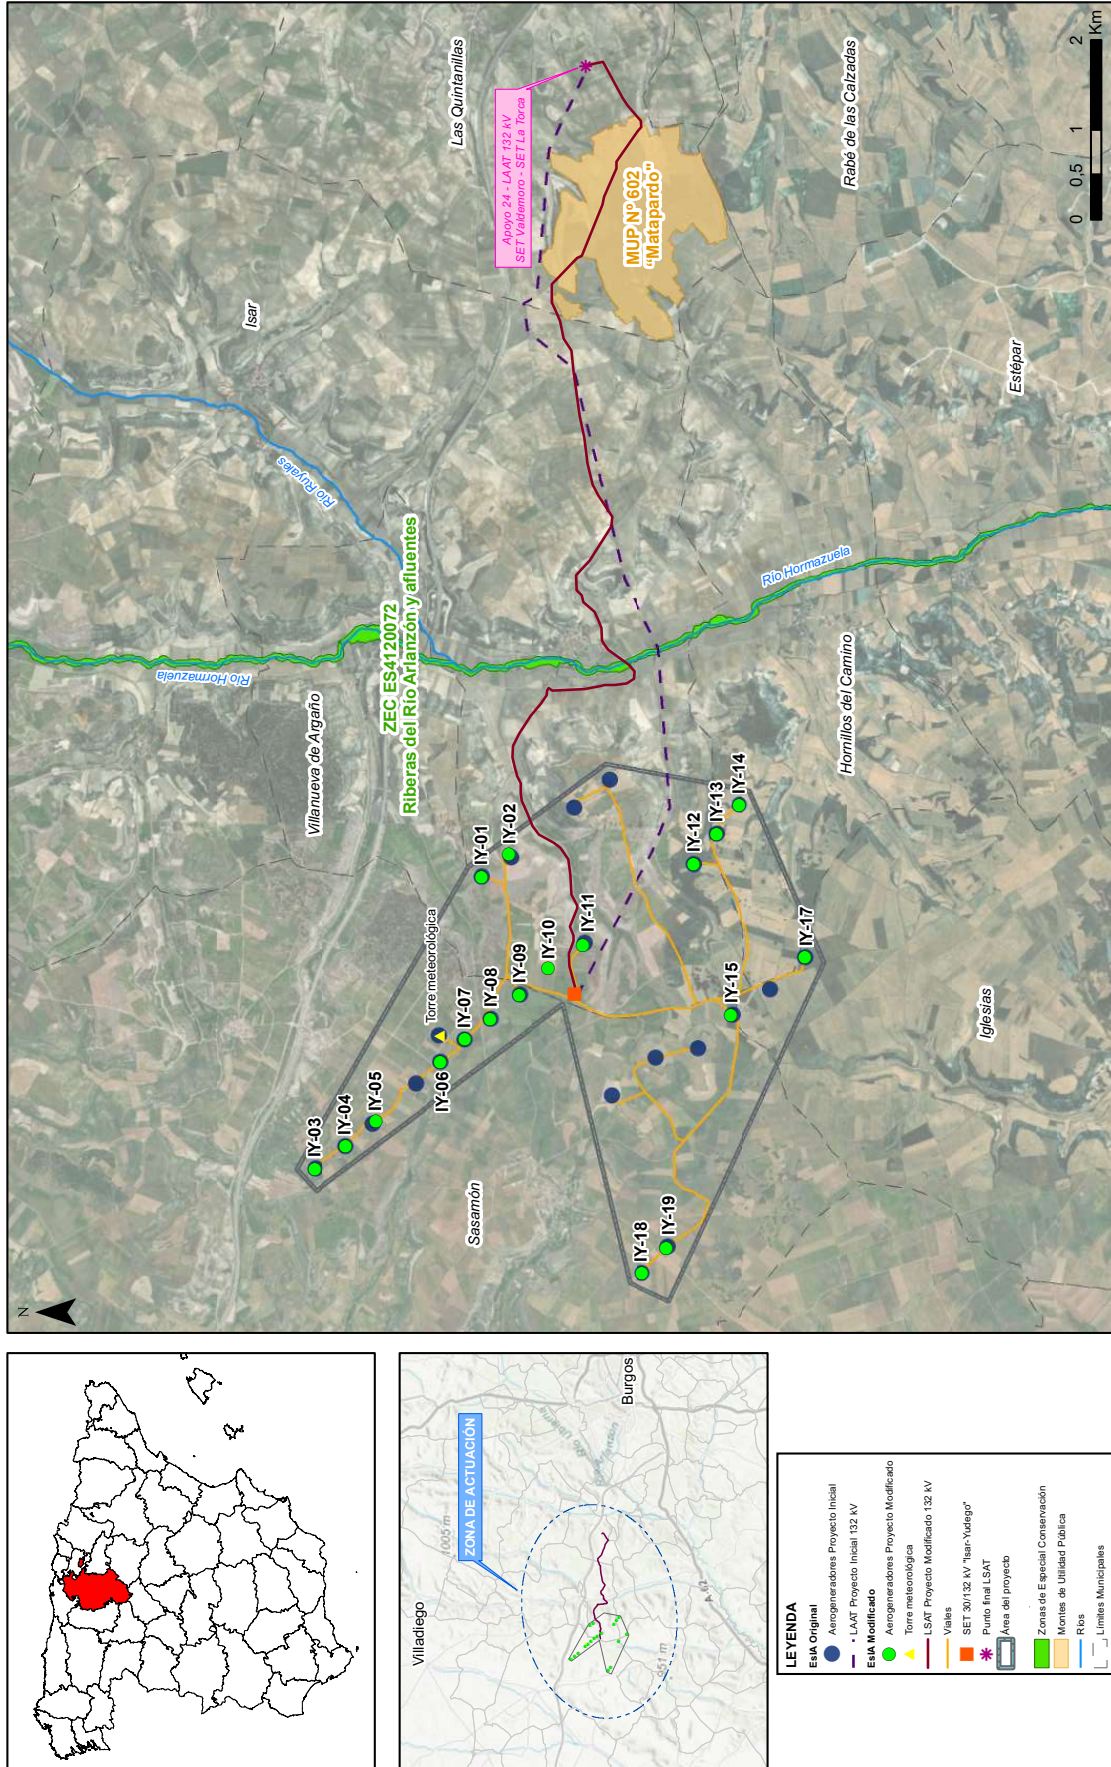 N
Villanueva de Argaño
Isar
Las Quintanillas
Río Ruyales
Río Hormazuela
ZEC ES4120072
Riberas del Río Arlanzón y afluentes
Apoyo 24 - LAAT 132 kV
SET Valdemoro - SET La Torca
MUP Nº 602
"Matapardo"
Torre meteorológica
IY-03
IY-04
IY-05
IY-06
IY-07
IY-08
IY-09
IY-01
IY-02
IY-10
IY-11
IY-12
IY-13
IY-14
IY-15
IY-17
IY-18
IY-19
Sasamón
Río Hormazuela
Hornillos del Camino
Iglesias
Estépar
Rabé de las Calzadas
0 0,5 1 2
Km
Villadiego
1005 m
ZONA DE ACTUACIÓN
Burgos
951 m
LEYENDA
EsIA Original
Aerogeneradores Proyecto Inicial
LAAT Proyecto Inicial 132 kV
EsIA Modificado
Aerogeneradores Proyecto Modificado
Torre meteorológica
LSAT Proyecto Modificado 132 kV
Viales
SET 30/132 kV "Isar-Yudego"
Punto final LSAT
Área del proyecto
Zonas de Especial Conservación
Montes de Utilidad Pública
Ríos
Límites Municipales